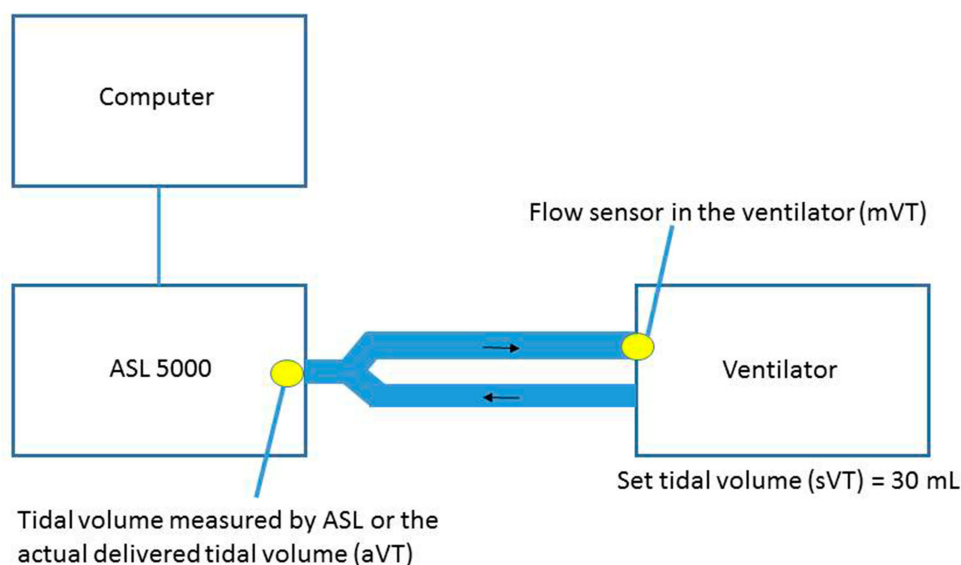 Computer
Flow sensor in the ventilator (mVT)
ASL 5000
Ventilator
Set tidal volume (sVT) = 30 mL
Tidal volume measured by ASL or the
actual delivered tidal volume (aVT)